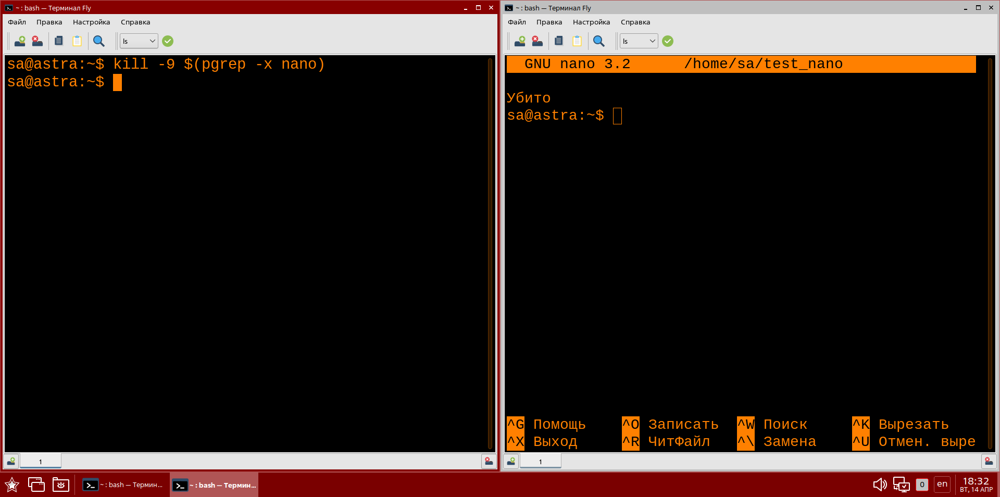 ~ : bash — Терминал Fly
Файл Правка Настройка Справка
ls
sa@astra:~$ kill -9 $(pgrep -x nano)
sa@astra:~$
1
~ : bash — Терминал Fly
Файл Правка Настройка Справка
ls
GNU nano 3.2 /home/sa/test_nano
Убито
sa@astra:~$
^G Помощь ^O Записать ^W Поиск ^K Вырезать
^X Выход ^R ЧитФайл ^\ Замена ^U Отмен. выре
1
~ : bash — Термин... ~ : bash — Термин... 0 en 18:32
ВТ, 14 АПР